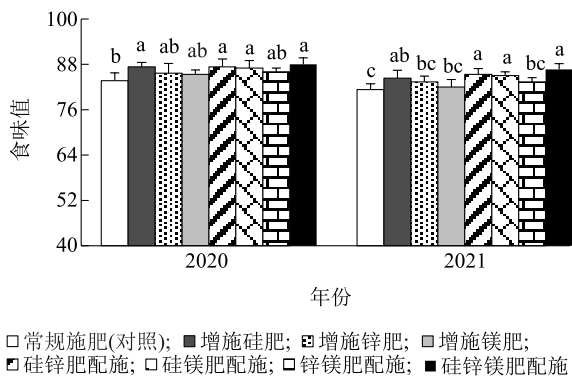 100
88
76
64
52
40
食味值
b a ab ab a a ab a
c ab bc bc a a bc a
2020 2021
年份
常规施肥(对照); 增施硅肥; 增施锌肥; 增施镁肥;
硅锌肥配施; 硅镁肥配施; 锌镁肥配施; 硅锌镁肥配施